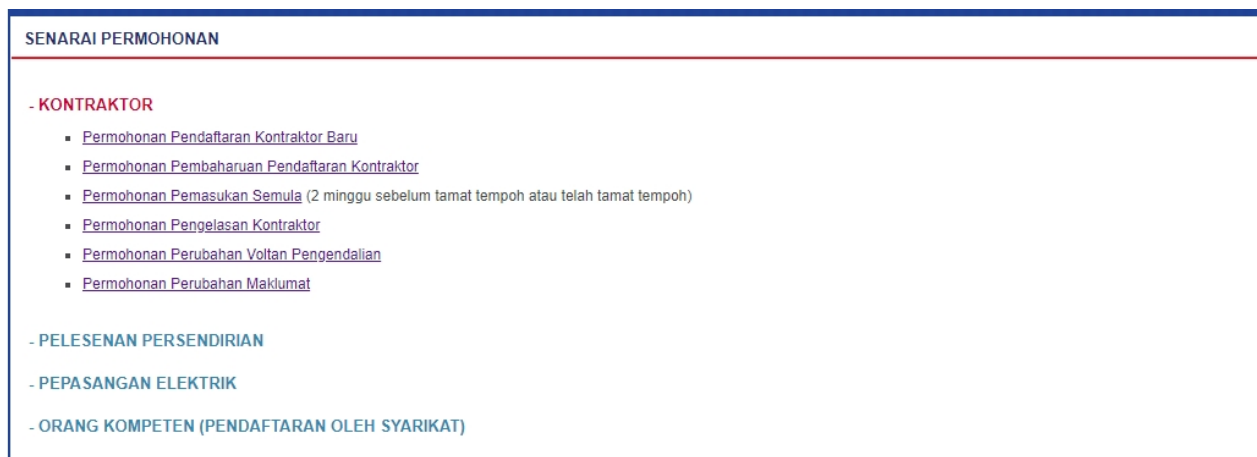 SENARAI PERMOHONAN
- KONTRAKTOR
▪ Permohonan Pendaftaran Kontraktor Baru
▪ Permohonan Pembaharuan Pendaftaran Kontraktor
▪ Permohonan Pemasukan Semula (2 minggu sebelum tamat tempoh atau telah tamat tempoh)
▪ Permohonan Pengelasan Kontraktor
▪ Permohonan Perubahan Voltan Pengendalian
▪ Permohonan Perubahan Maklumat
- PELESENAN PERSENDIRIAN
- PEPASANGAN ELEKTRIK
- ORANG KOMPETEN (PENDAFTARAN OLEH SYARIKAT)